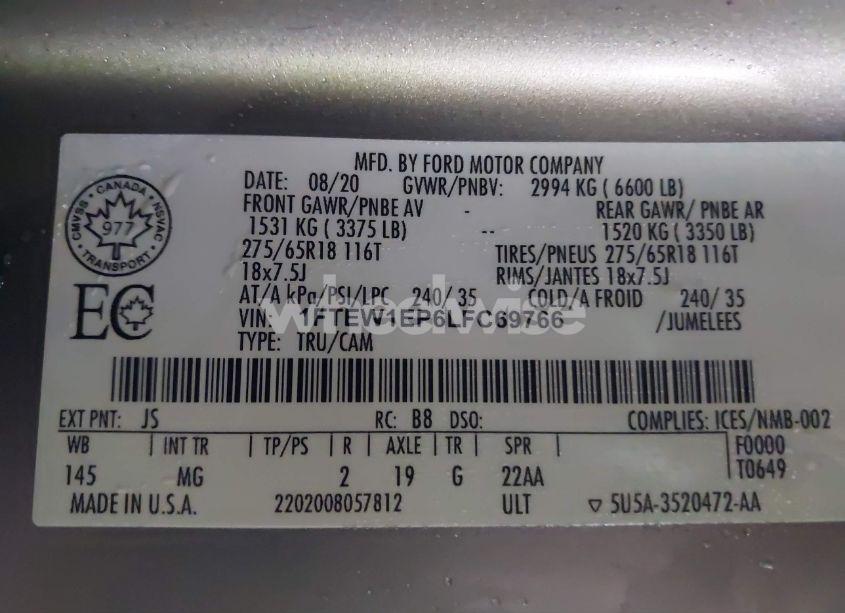 MFD. BY FORD MOTOR COMPANY
DATE: 08/20 GVWR/PNBV: 2994 KG ( 6600 LB)
FRONT GAWR/PNBE AV - REAR GAWR/ PNBE AR
1531 KG ( 3375 LB) -- 1520 KG ( 3350 LB)
275/65R18 116T TIRES/PNEUS 275/65R18 116T
18x7.5J RIMS/JANTES 18x7.5J
AT/A kPa/PSI/LPC 240/ 35 COLD/A FROID 240/ 35
VIN: 1FTEW1EP6LFC69766 /JUMELEES
TYPE: TRU/CAM
CANADA
CMVSS NSVAC
977
TRANSPORT
EC
wheelwise
EXT PNT: JS RC: B8 DSO: COMPLIES: ICES/NMB-002
WB | INT TR | TP/PS | R | AXLE | TR | SPR F0000
145 MG 2 19 G 22AA T0649
MADE IN U.S.A. 2202008057812 ULT ▽ 5U5A-3520472-AA